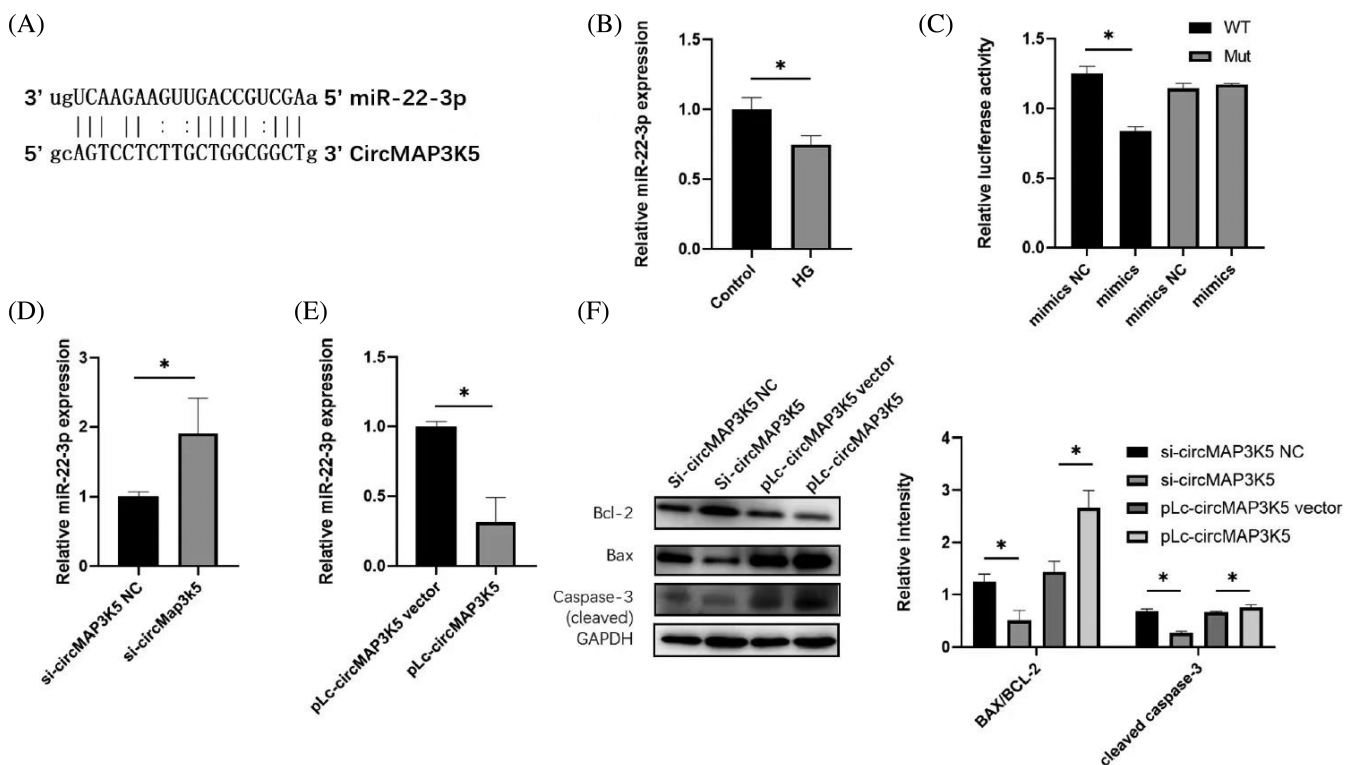 (A)
3' ugUCAAGAAGUUGACCGUCGAa 5' miR-22-3p
||| || : :||||| :|||
5' gcAGTCCTCTTGCTGGCGGCTg 3' CircMAP3K5
(B)
Relative miR-22-3p expression
1.5
1.0
0.5
0.0
*
Control
HG
(C)
Relative luciferase activity
1.5
1.0
0.5
0.0
*
WT
Mut
mimics NC
mimics
mimics NC
mimics
(D)
Relative miR-22-3p expression
3
2
1
0
*
si-circMAP3K5 NC
si-circMap3k5
(E)
Relative miR-22-3p expression
1.5
1.0
0.5
0.0
*
pLc-circMAP3K5 vector
pLc-circMAP3K5
(F)
Si-circMAP3K5 NC
Si-circMAP3K5
pLc-circMAP3K5 vector
pLc-circMAP3K5
Bcl-2
Bax
Caspase-3
(cleaved)
GAPDH
Relative intensity
4
3
2
1
0
*
*
*
*
si-circMAP3K5 NC
si-circMAP3K5
pLc-circMAP3K5 vector
pLc-circMAP3K5
BAX/BCL-2
cleaved caspase-3